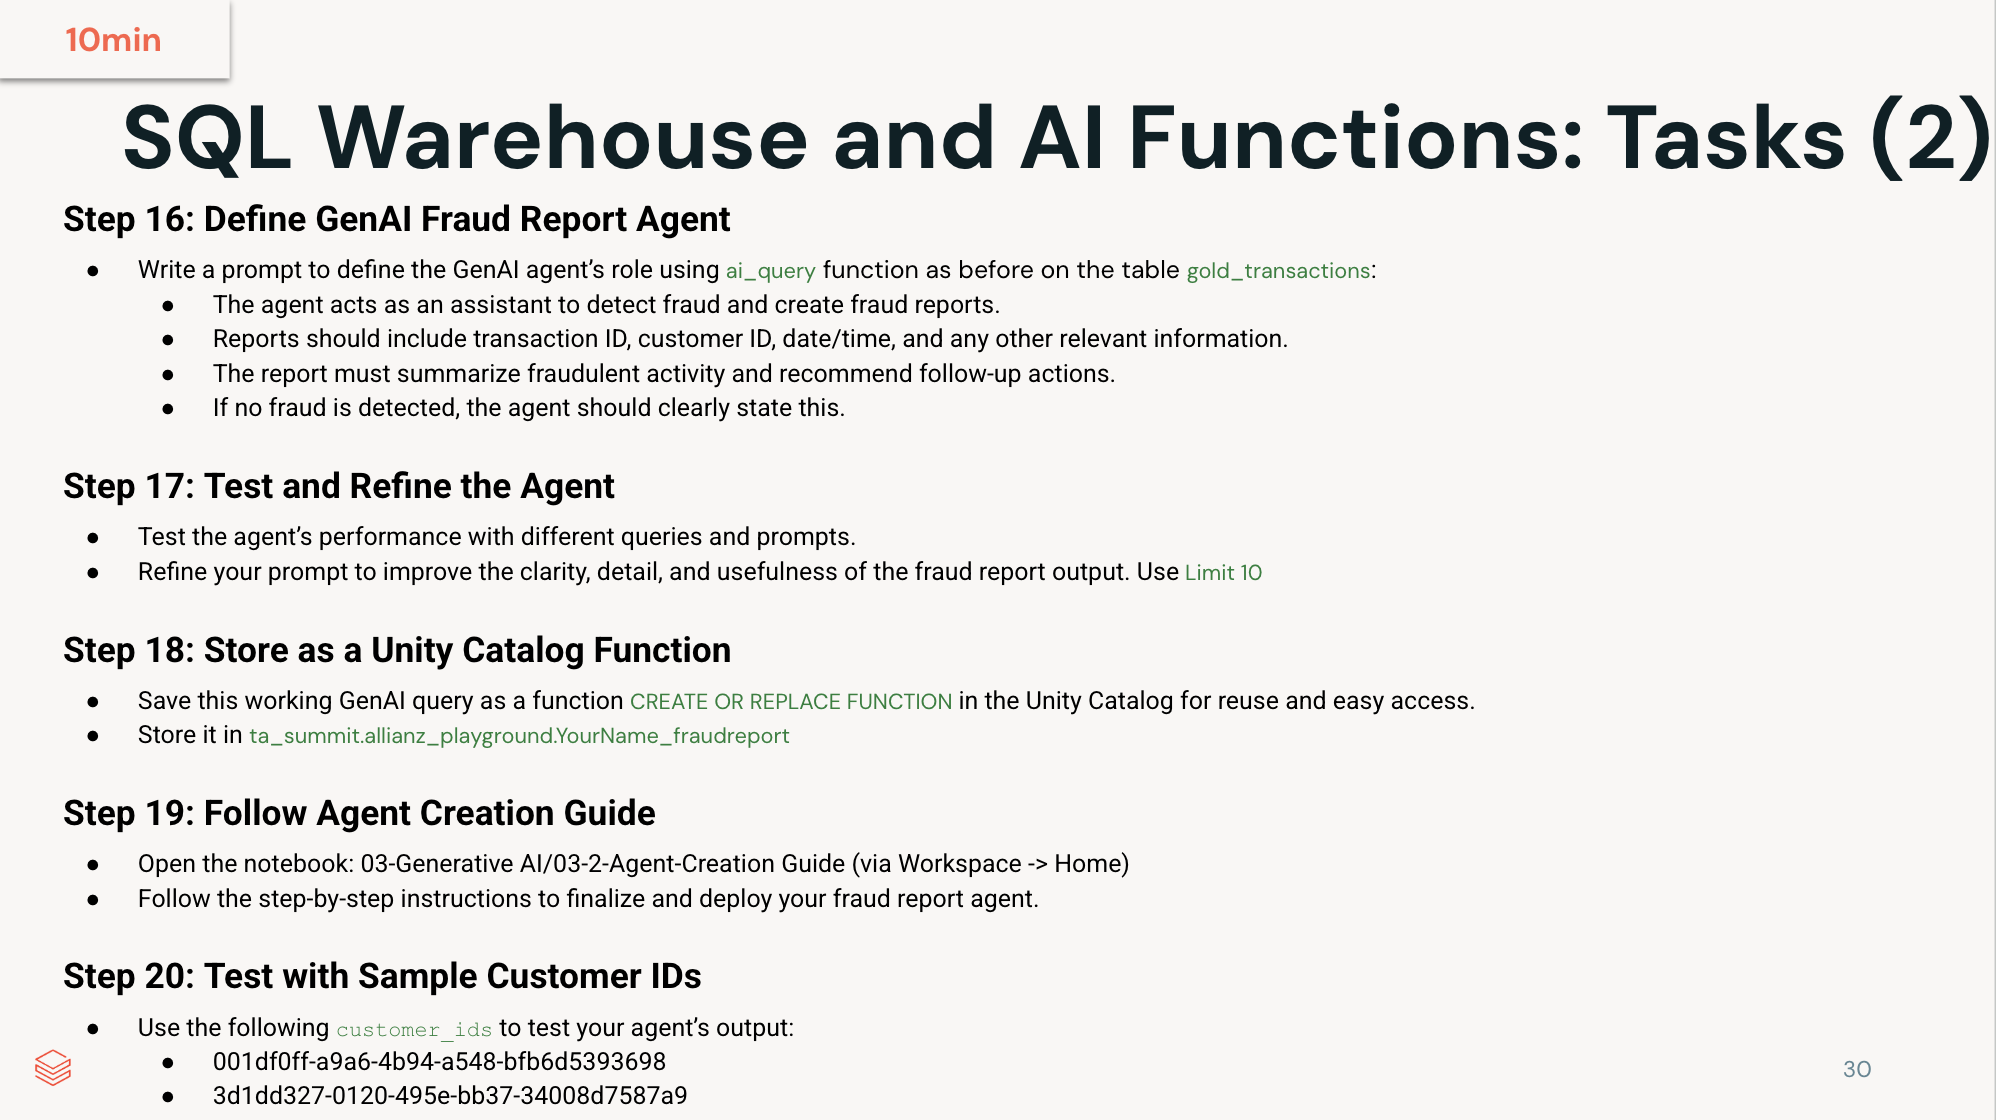 10min
SQL Warehouse and AI Functions: Tasks (2)
Step 16: Define GenAI Fraud Report Agent
● Write a prompt to define the GenAI agent’s role using ai_query function as before on the table gold_transactions:
● The agent acts as an assistant to detect fraud and create fraud reports.
● Reports should include transaction ID, customer ID, date/time, and any other relevant information.
● The report must summarize fraudulent activity and recommend follow-up actions.
● If no fraud is detected, the agent should clearly state this.
Step 17: Test and Refine the Agent
● Test the agent’s performance with different queries and prompts.
● Refine your prompt to improve the clarity, detail, and usefulness of the fraud report output. Use Limit 10
Step 18: Store as a Unity Catalog Function
● Save this working GenAI query as a function CREATE OR REPLACE FUNCTION in the Unity Catalog for reuse and easy access.
● Store it in ta_summit.allianz_playground.YourName_fraudreport
Step 19: Follow Agent Creation Guide
● Open the notebook: 03-Generative AI/03-2-Agent-Creation Guide (via Workspace -> Home)
● Follow the step-by-step instructions to finalize and deploy your fraud report agent.
Step 20: Test with Sample Customer IDs
● Use the following customer_ids to test your agent’s output:
● 001df0ff-a9a6-4b94-a548-bfb6d5393698
● 3d1dd327-0120-495e-bb37-34008d7587a9
30